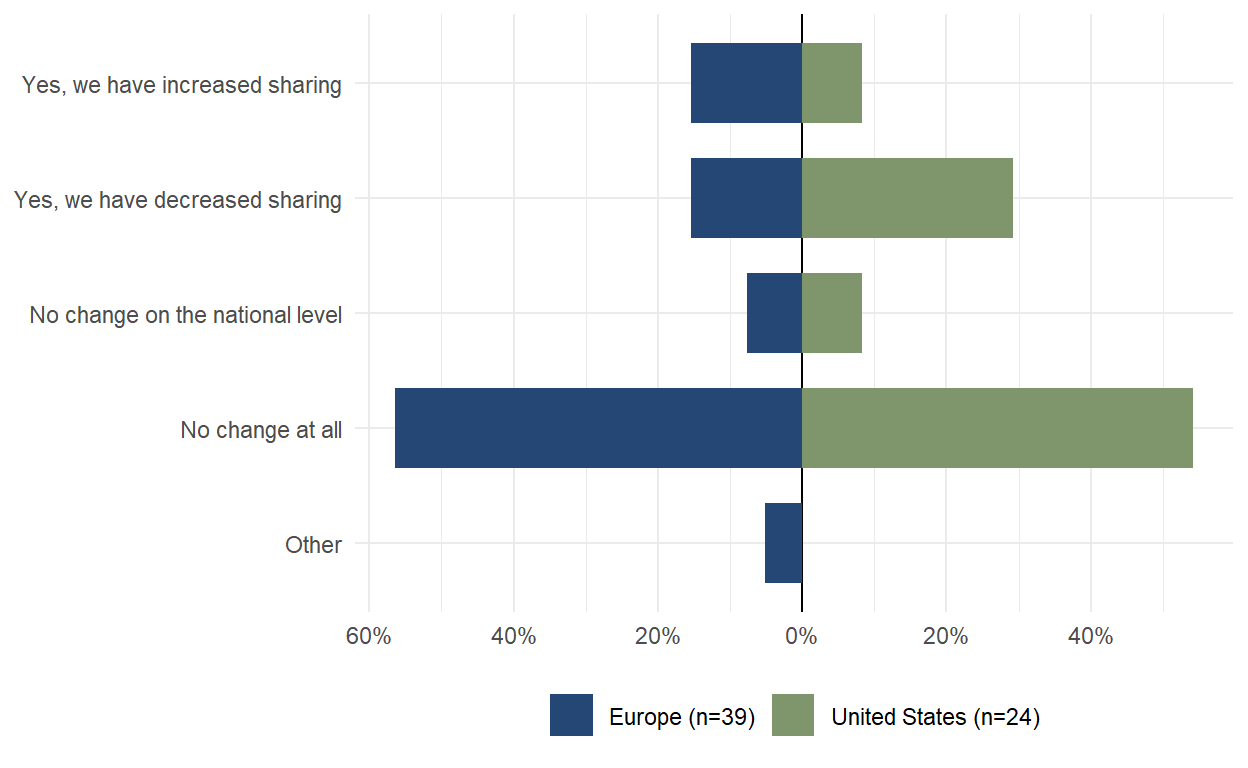 Yes, we have increased sharing
Yes, we have decreased sharing
No change on the national level
No change at all
Other
60% 40% 20% 0% 20% 40%
Europe (n=39) United States (n=24)